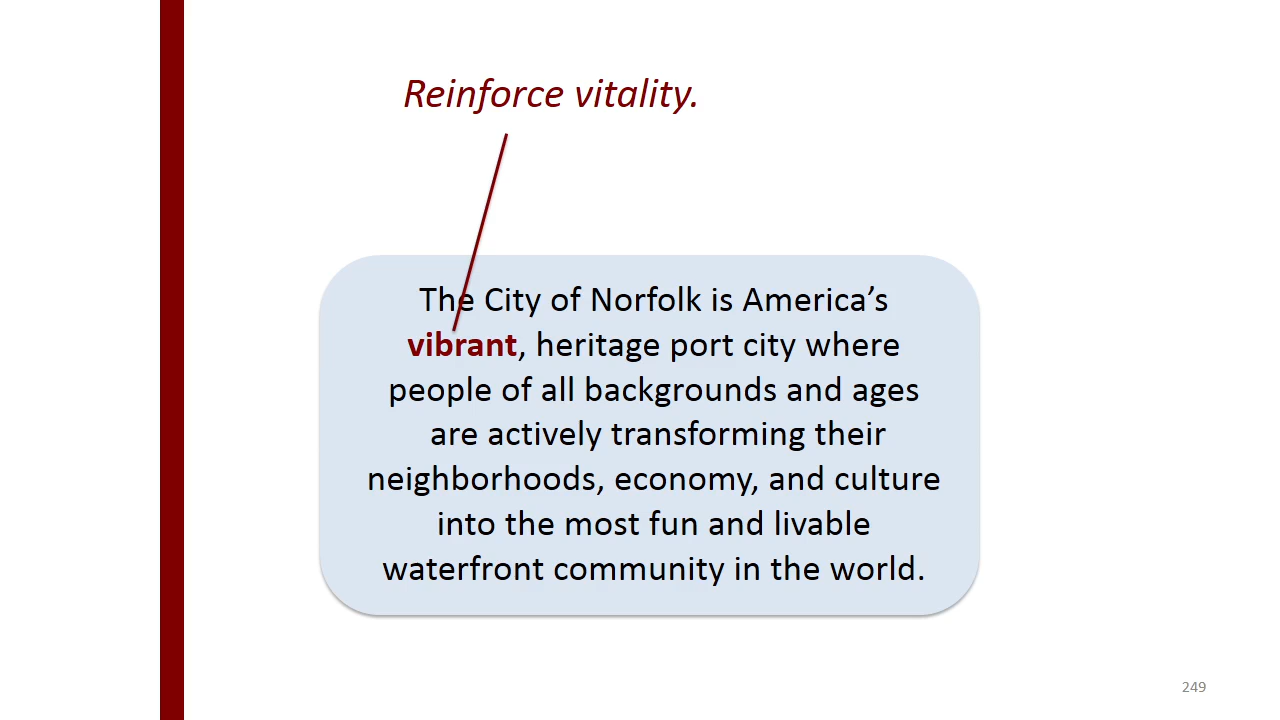 Reinforce vitality.
The City of Norfolk is America’s
vibrant, heritage port city where
people of all backgrounds and ages
are actively transforming their
neighborhoods, economy, and culture
into the most fun and livable
waterfront community in the world.
249